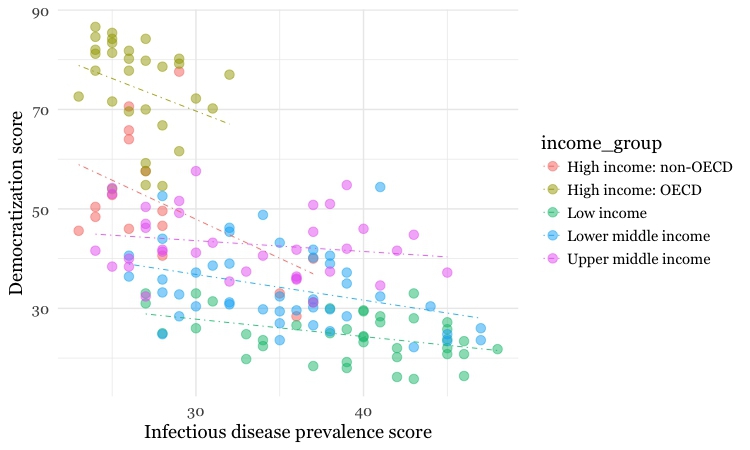 90
70
50
30
Democratization score
30 40
Infectious disease prevalence score
income_group
High income: non-OECD
High income: OECD
Low income
Lower middle income
Upper middle income